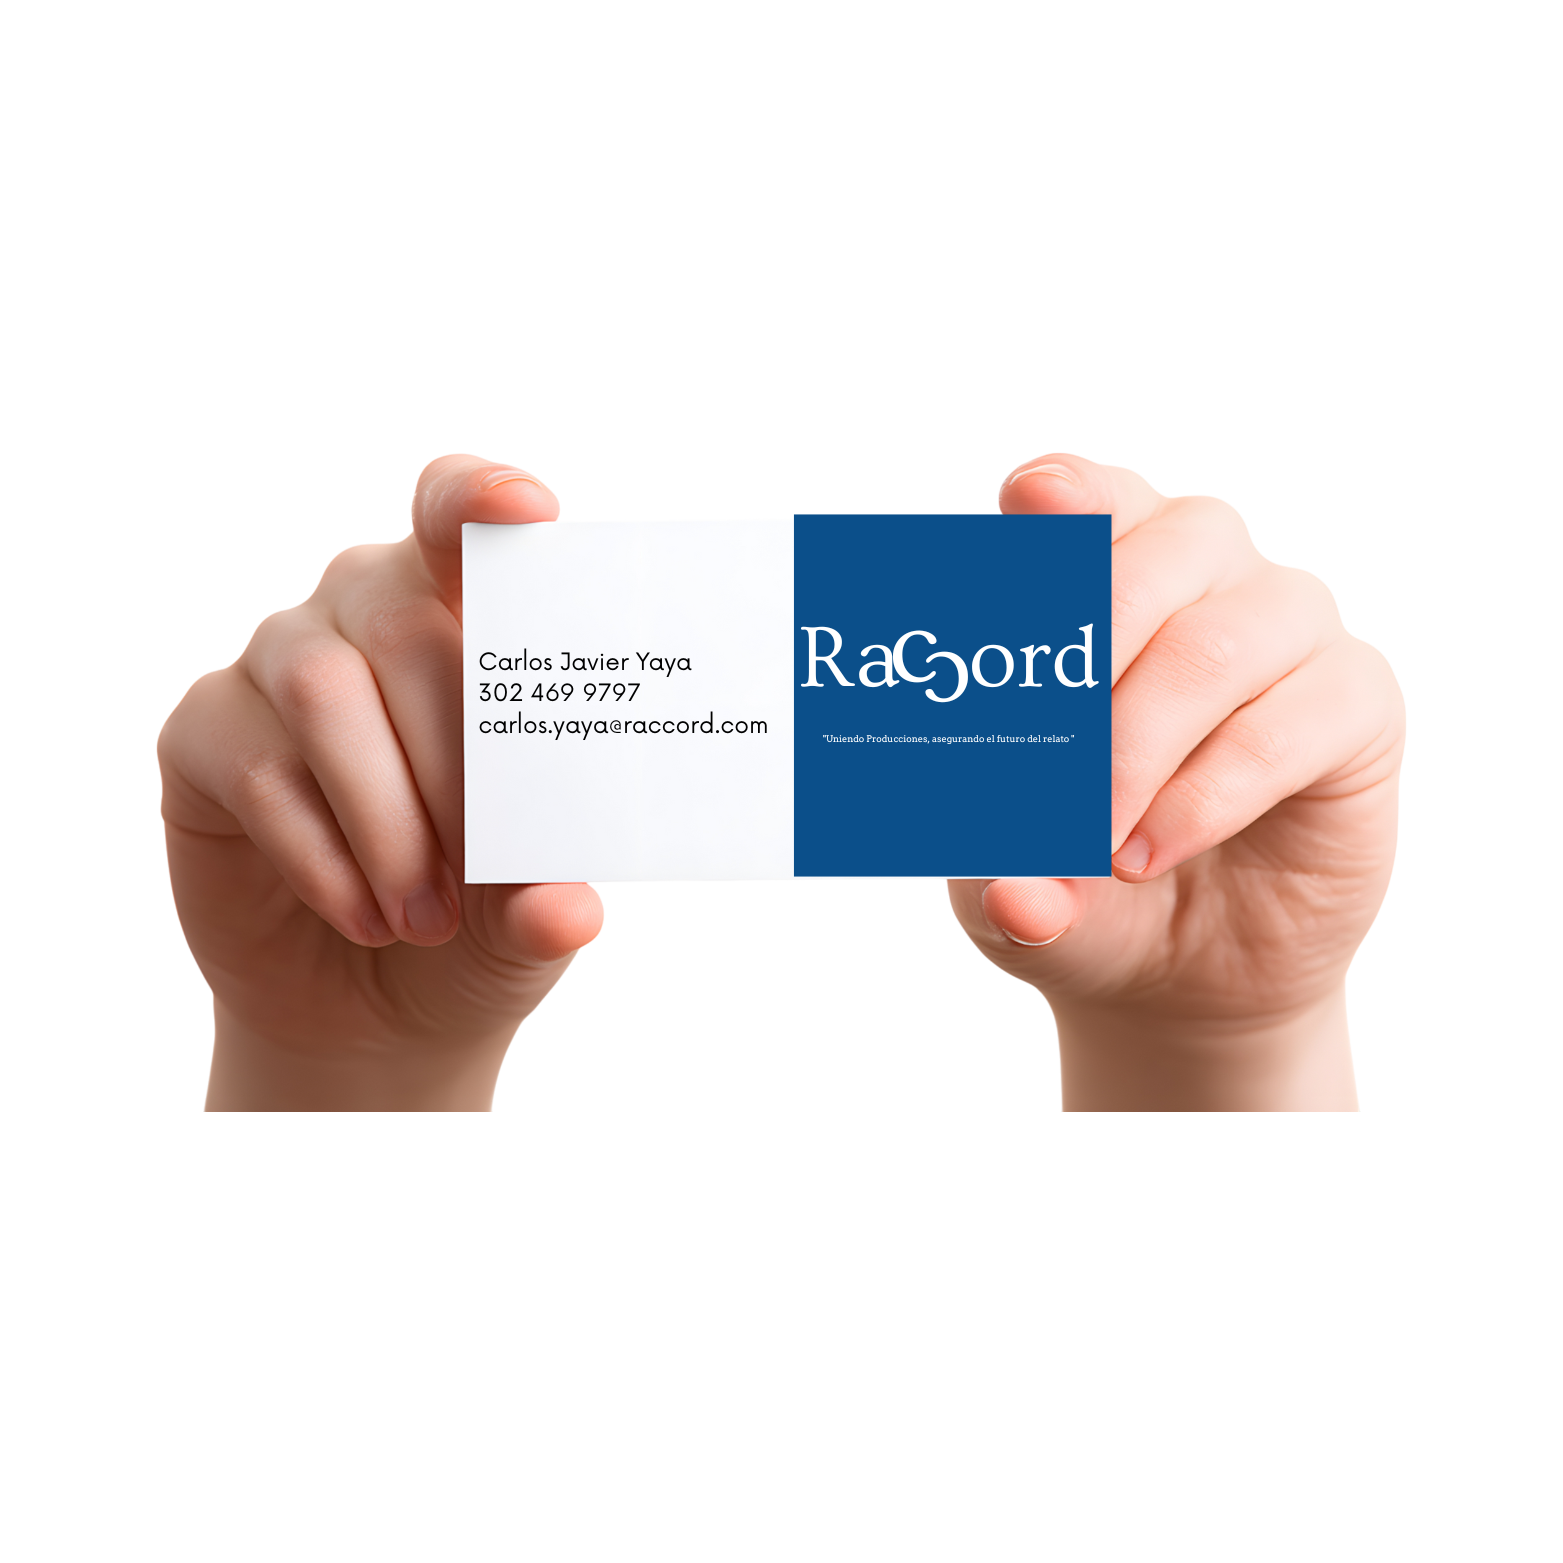 Carlos Javier Yaya
302 469 9797
carlos.yaya@raccord.com
Raccord
"Uniendo Producciones, asegurando el futuro del relato "